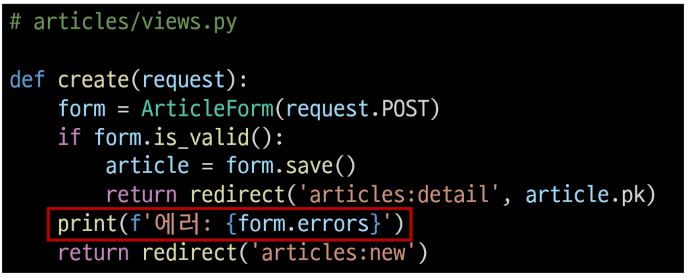 # articles/views.py
def create(request):
    form = ArticleForm(request.POST)
    if form.is_valid():
        article = form.save()
        return redirect('articles:detail', article.pk)
    print(f'에러: {form.errors}')
    return redirect('articles:new')